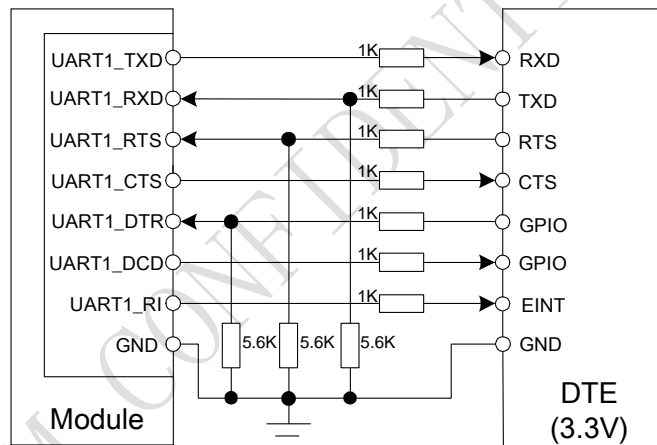 UART1_TXD 1K RXD
UART1_RXD 1K TXD
UART1_RTS 1K RTS
UART1_CTS 1K CTS
UART1_DTR 1K GPIO
UART1_DCD 1K GPIO
UART1_RI 1K EINT
GND 5.6K 5.6K 5.6K GND
Module
DTE
(3.3V)
CONFIDENT